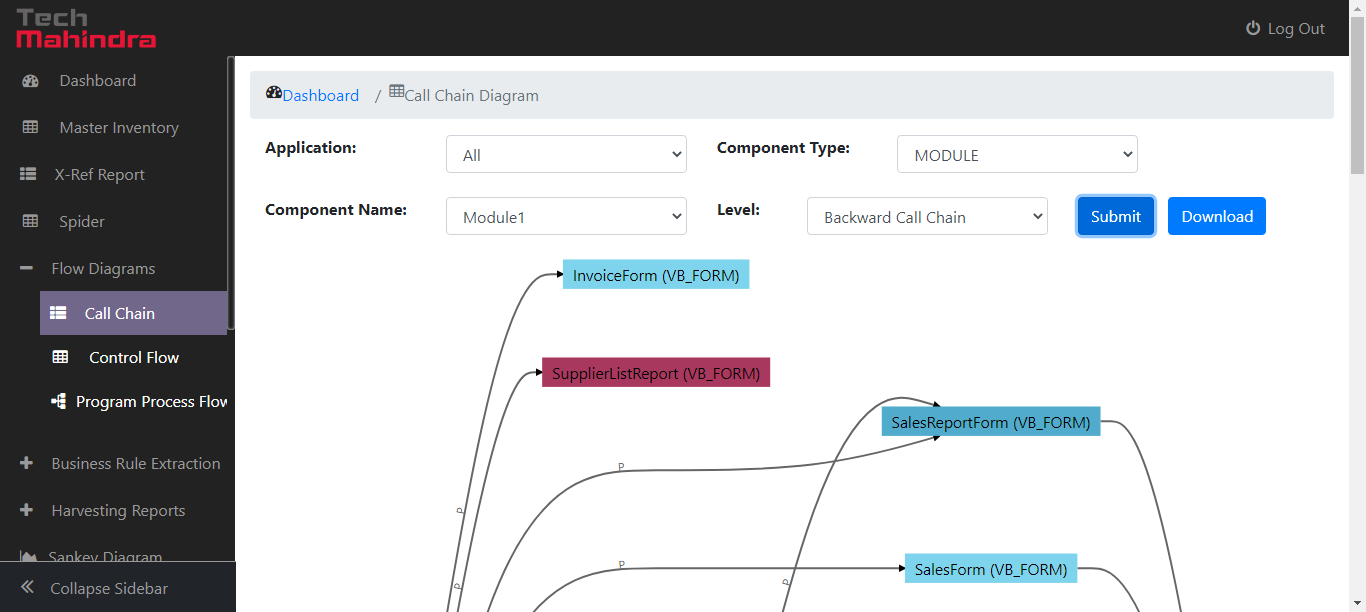 Tech
Mahindra
Log Out
Dashboard
Master Inventory
X-Ref Report
Spider
Flow Diagrams
Call Chain
Control Flow
Program Process Flow
Business Rule Extraction
Harvesting Reports
Sankey Diagram
Collapse Sidebar
Dashboard / Call Chain Diagram
Application: All Component Type: MODULE
Component Name: Module1 Level: Backward Call Chain Submit Download
InvoiceForm (VB_FORM)
SupplierListReport (VB_FORM)
SalesReportForm (VB_FORM)
P
P
P
SalesForm (VB_FORM)
P
P